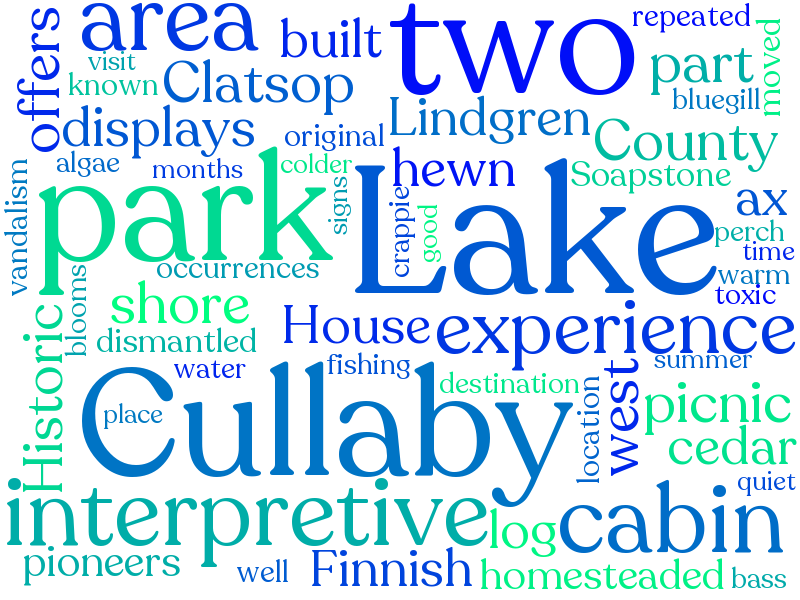 repeated
two
area
offers
built
moved
visit
part
known
Clatsop
bluegill
Lindgren
displays
original
County
hewn
algae
months
colder
park
Lake
Soapstone
vandalism
signs
crappie
good
ax
perch
time
occurrences
warm
blooms
toxic
shore
House
experience
Historic
dismantled
water
fishing
summer
Cullaby
destination
west
picnic
place
location
cedar
quiet
interpretive
log
cabin
pioneers
well
Finnish
homesteaded
bass